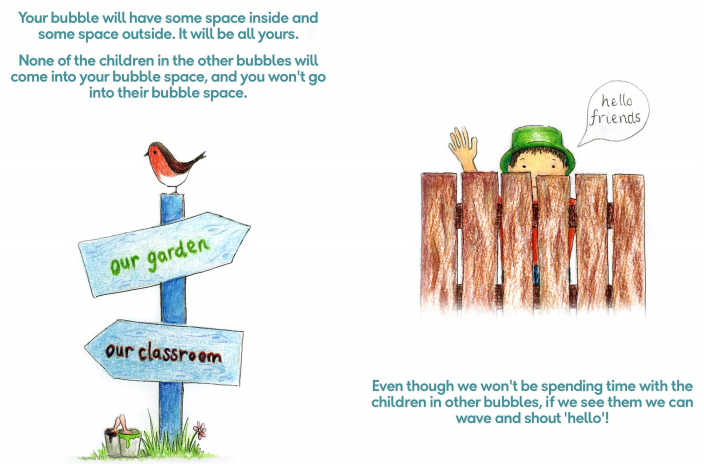 Your bubble will have some space inside and
some space outside. It will be all yours.
None of the children in the other bubbles will
come into your bubble space, and you won't go
into their bubble space.
our garden
our classroom
hello
friends
Even though we won't be spending time with the
children in other bubbles, if we see them we can
wave and shout 'hello'!